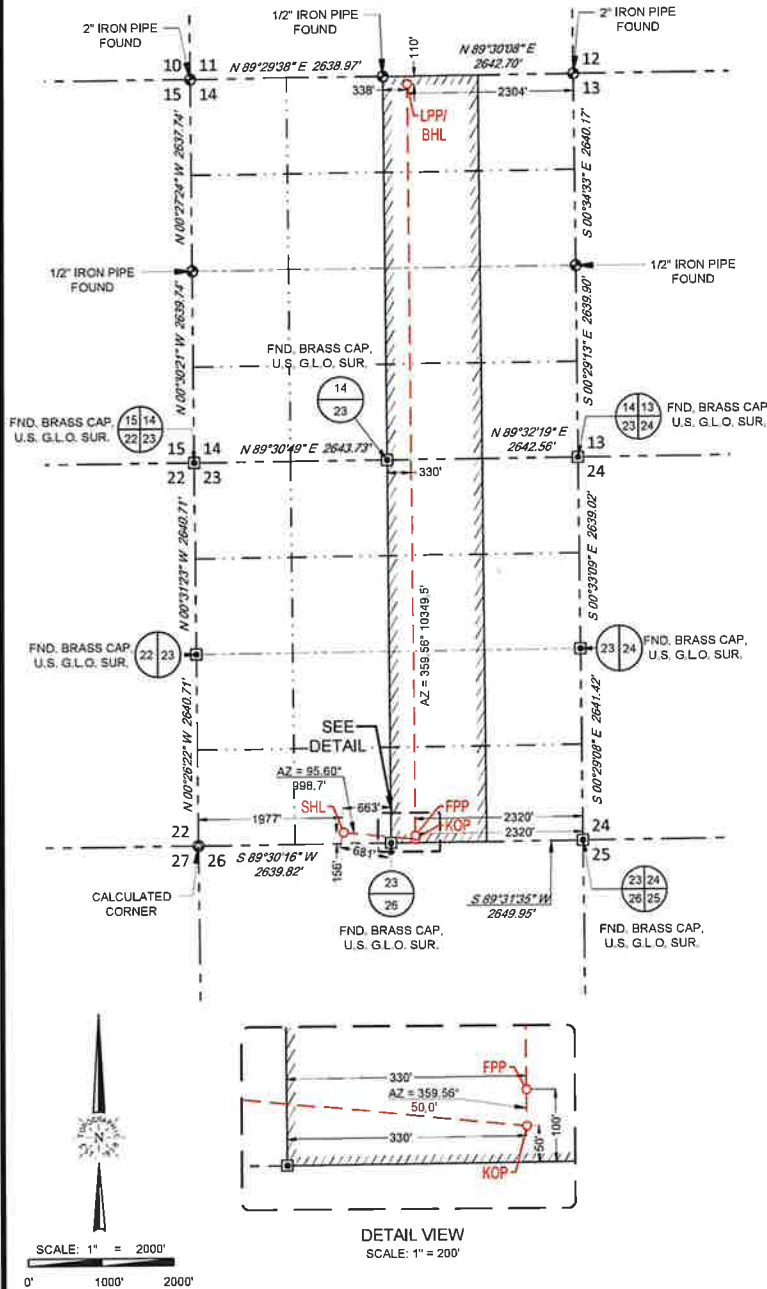 2" IRON PIPE
FOUND
1/2" IRON PIPE
FOUND
2" IRON PIPE
FOUND
10 11
15 14
N 89°29'38" E 2638.97'
110'
N 89°30'08" E
2642.70'
12
13
338'
2304'
LPP/
BHL
N 00°27'24" W 2637.74'
S 00°34'33" E 2640.17'
1/2" IRON PIPE
FOUND
1/2" IRON PIPE
FOUND
N 00°30'21" W 2639.74'
S 00°29'13" E 2639.90'
FND. BRASS CAP,
U.S. G.L.O. SUR.
14
23
FND. BRASS CAP,
U.S. G.L.O. SUR.
15 14
22 23
15 14
22 23
N 89°30'49" E 2643.73'
N 89°32'19" E
2642.56'
14 13
23 24
FND. BRASS CAP,
U.S. G.L.O. SUR.
13
24
330'
N 00°31'23" W 2640.71'
S 00°33'09" E 2639.02'
FND. BRASS CAP,
U.S. G.L.O. SUR.
22 23
23 24
FND. BRASS CAP,
U.S. G.L.O. SUR.
AZ = 359.56° 10349.5'
N 00°26'22" W 2640.71'
S 00°29'08" E 2641.42'
SEE
DETAIL
AZ = 95.60°
998.7'
SHL
663'
FPP
KOP
1977'
2320'
2320'
22
27 26
24
25
156'
681'
S 89°30'16" W
2639.82'
S 89°31'35" W
2649.95'
CALCULATED
CORNER
23
26
FND. BRASS CAP,
U.S. G.L.O. SUR.
23 24
26 25
FND. BRASS CAP,
U.S. G.L.O. SUR.
N
SCALE: 1" = 2000'
0' 1000' 2000'
FPP
330'
AZ = 359.56°
50.0'
330'
50'
100'
KOP
DETAIL VIEW
SCALE: 1" = 200'